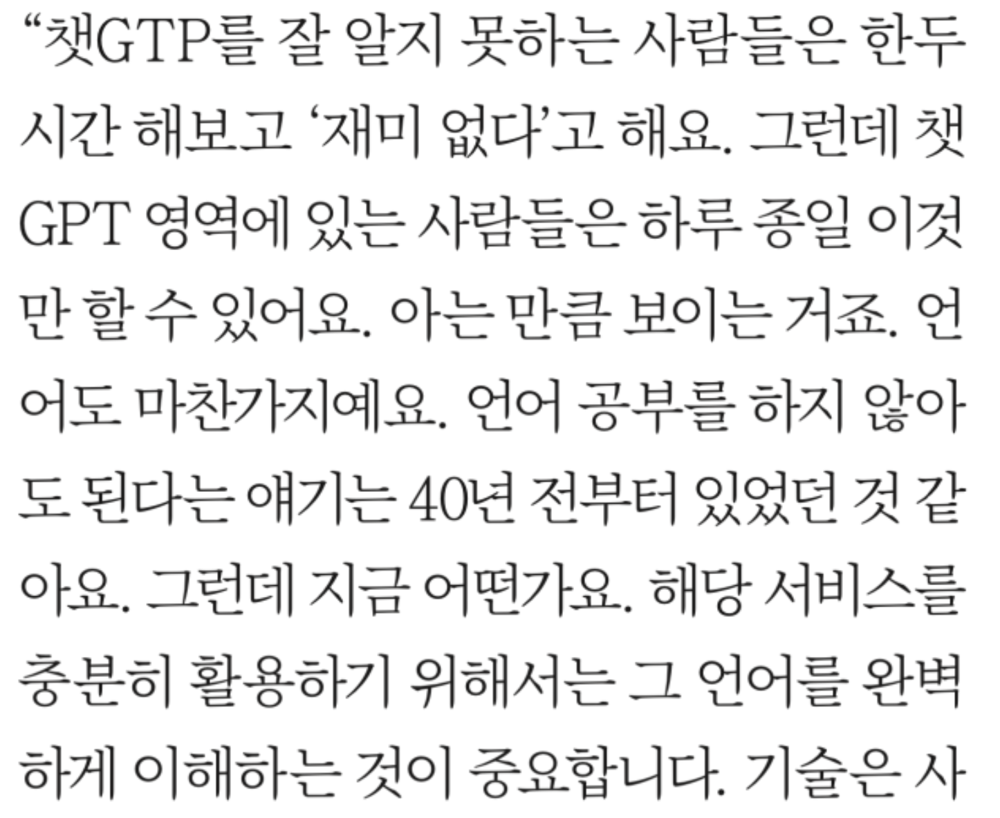 “챗GTP를 잘 알지 못하는 사람들은 한두
시간 해보고 ‘재미 없다’고 해요. 그런데 챗
GPT 영역에 있는 사람들은 하루 종일 이것
만 할 수 있어요. 아는 만큼 보이는 거죠. 언
어도 마찬가지예요. 언어 공부를 하지 않아
도 된다는 얘기는 40년 전부터 있었던 것 같
아요. 그런데 지금 어떤가요. 해당 서비스를
충분히 활용하기 위해서는 그 언어를 완벽
하게 이해하는 것이 중요합니다. 기술은 사